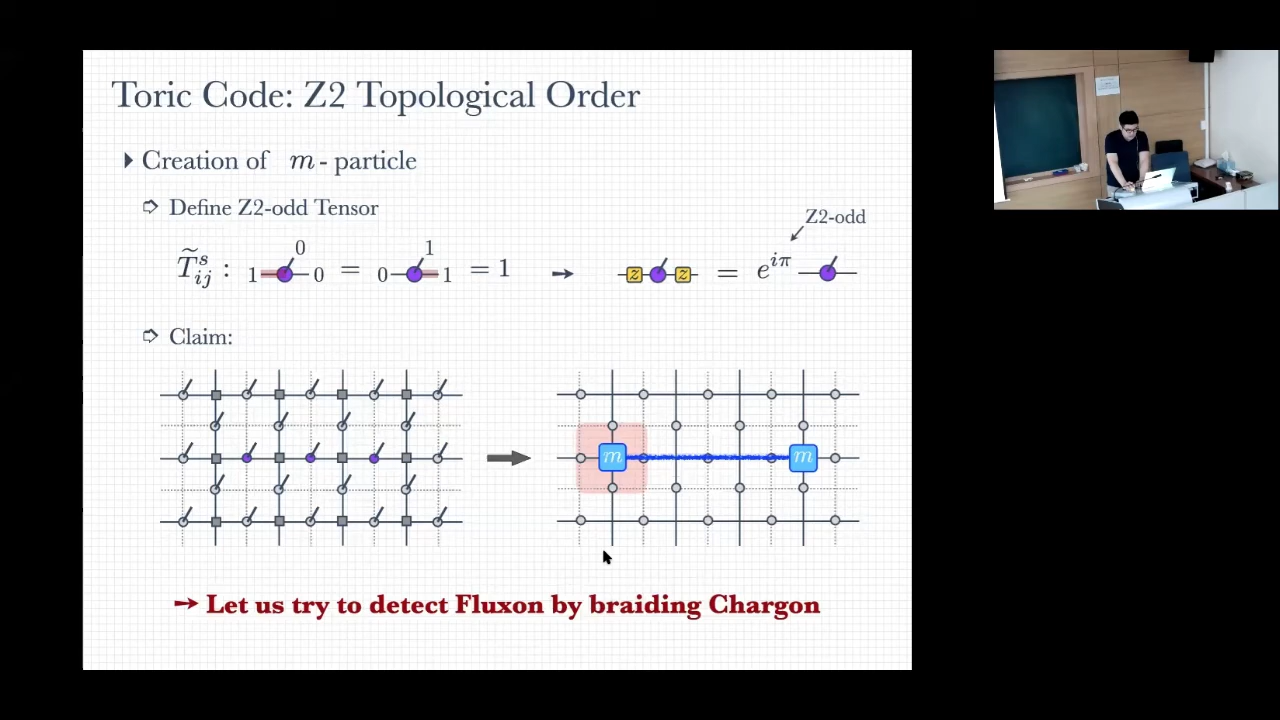 Toric Code: Z2 Topological Order
Creation of m - particle
Define Z2-odd Tensor
Z2-odd
T̃ˢᵢⱼ : 1 0 0 = 0 1 1 = 1 ➙ z z = e^{iπ}
Claim:
m m
➙ Let us try to detect Fluxon by braiding Chargon